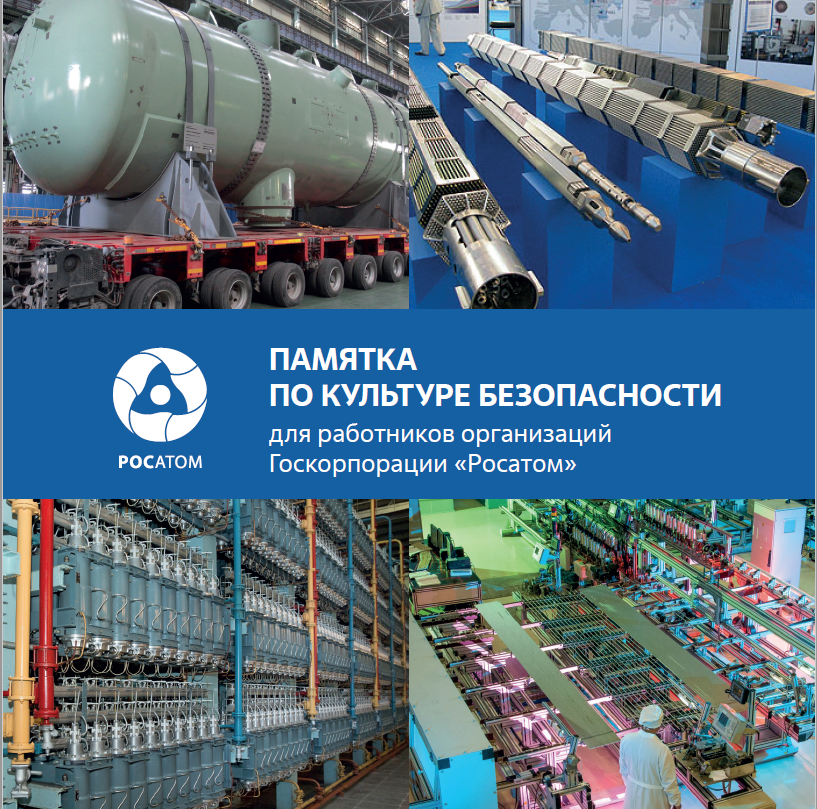 ПАМЯТКА
ПО КУЛЬТУРЕ БЕЗОПАСНОСТИ
для работников организаций
Госкорпорации «Росатом»
РОСАТОМ